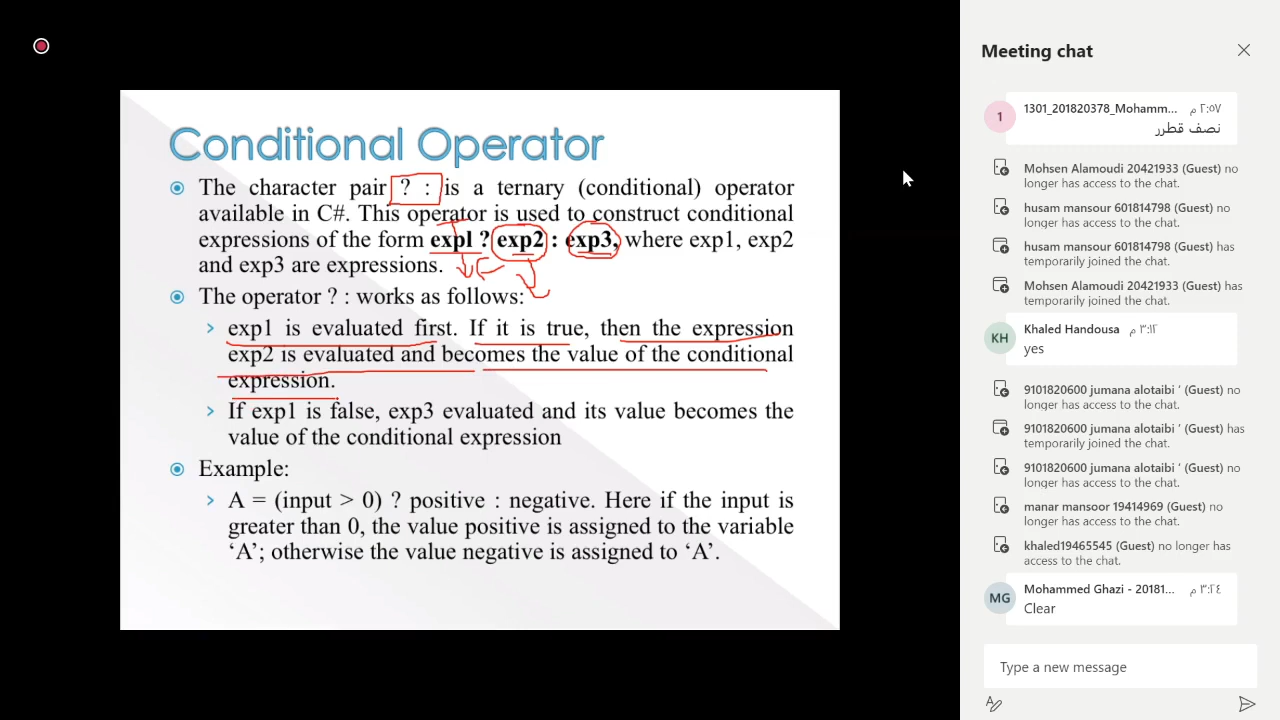 Conditional Operator
The character pair ? : is a ternary (conditional) operator
available in C#. This operator is used to construct conditional
expressions of the form expl ? exp2 : exp3, where exp1, exp2
and exp3 are expressions.
The operator ? : works as follows:
exp1 is evaluated first. If it is true, then the expression
exp2 is evaluated and becomes the value of the conditional
expression.
If exp1 is false, exp3 evaluated and its value becomes the
value of the conditional expression
Example:
A = (input > 0) ? positive : negative. Here if the input is
greater than 0, the value positive is assigned to the variable
‘A’; otherwise the value negative is assigned to ‘A’.
Meeting chat
1
1301_201820378_Mohamm... ٢:٥٧ م
نصف قطرر
Mohsen Alamoudi 20421933 (Guest) no
longer has access to the chat.
husam mansour 601814798 (Guest) no
longer has access to the chat.
husam mansour 601814798 (Guest) has
temporarily joined the chat.
Mohsen Alamoudi 20421933 (Guest) has
temporarily joined the chat.
KH
Khaled Handousa ٣:١٢ م
yes
9101820600 jumana alotaibi ‘ (Guest) no
longer has access to the chat.
9101820600 jumana alotaibi ‘ (Guest) has
temporarily joined the chat.
9101820600 jumana alotaibi ‘ (Guest) no
longer has access to the chat.
manar mansoor 19414969 (Guest) no
longer has access to the chat.
khaled19465545 (Guest) no longer has
access to the chat.
MG
Mohammed Ghazi - 20181... ٣:٢٤ م
Clear
Type a new message